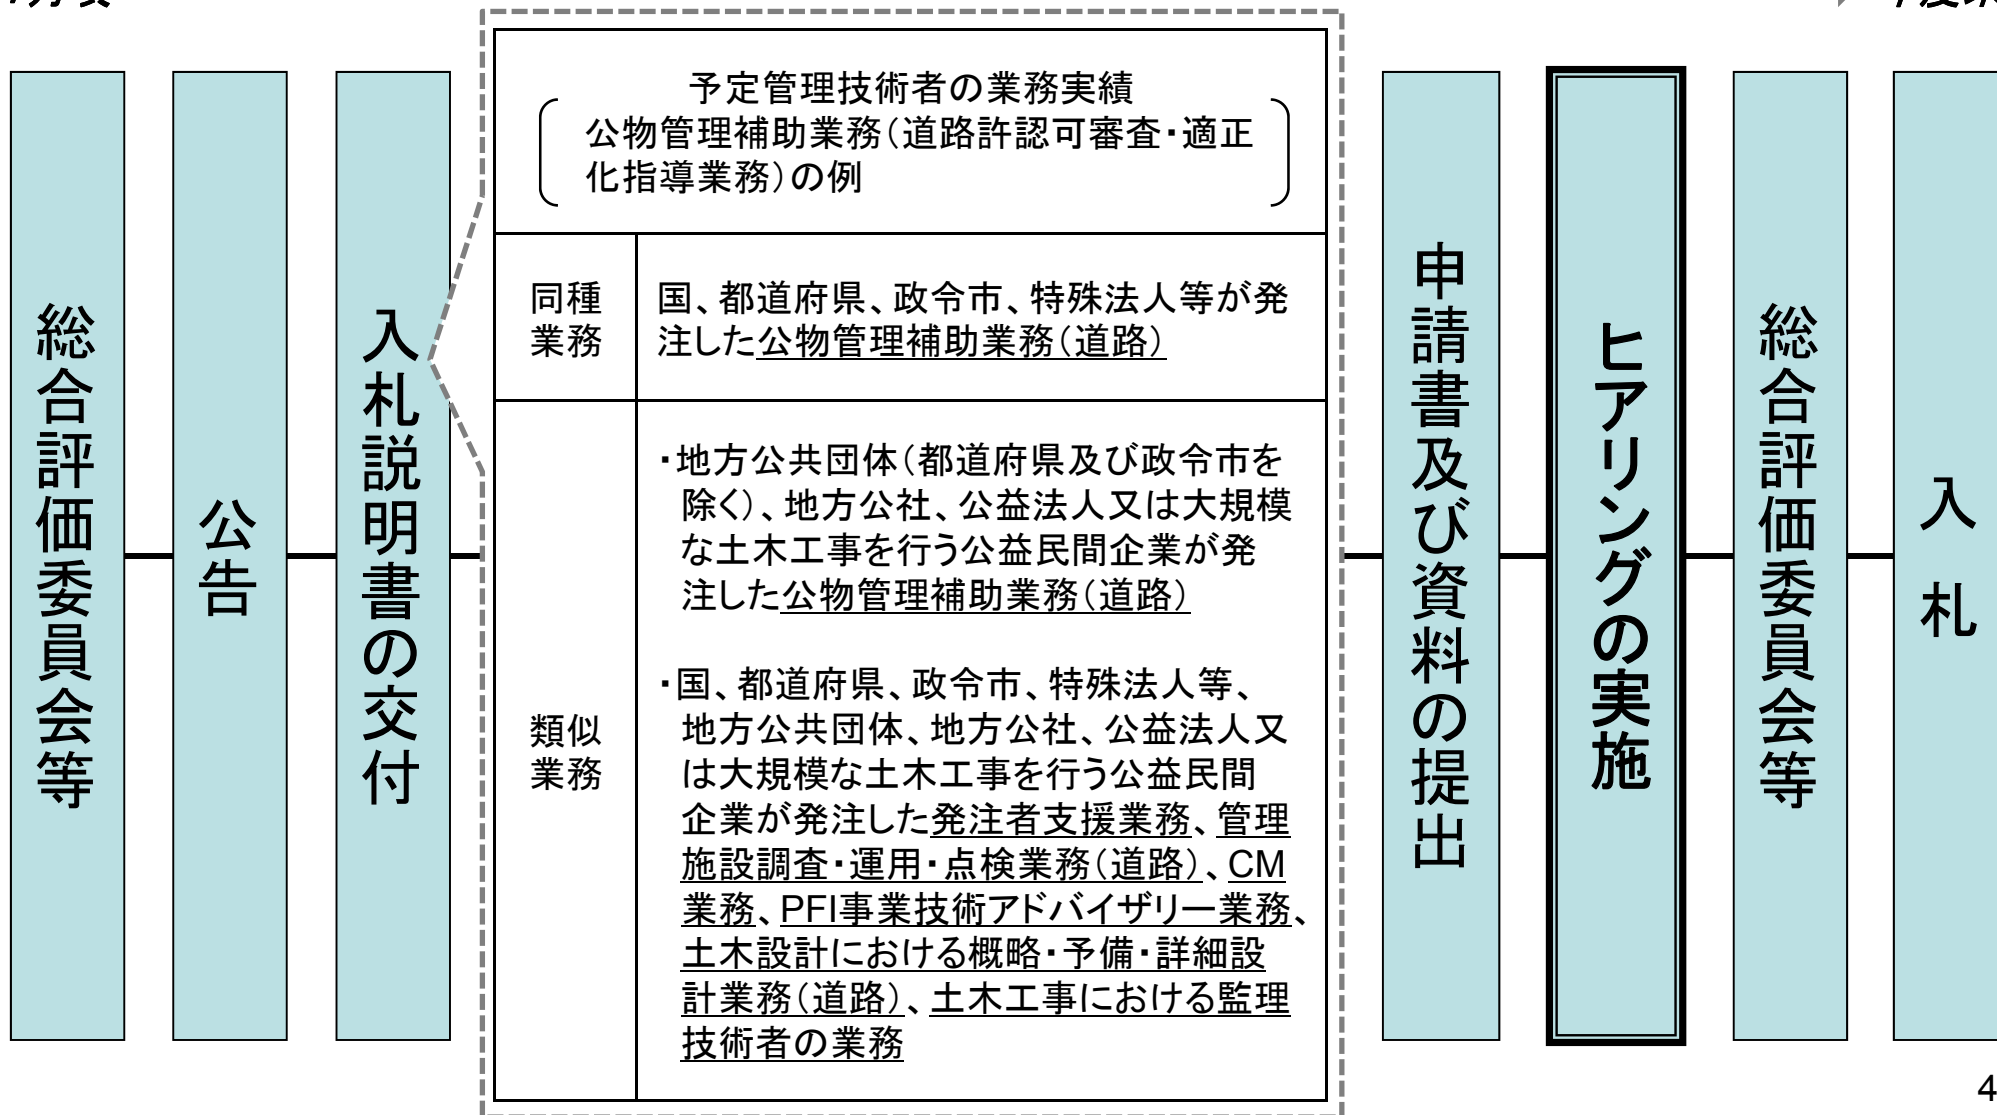 総合評価委員会等
公告
入札説明書の交付
予定管理技術者の業務実績
公物管理補助業務（道路許認可審査・適正
化指導業務）の例
同種
業務
国、都道府県、政令市、特殊法人等が発
注した公物管理補助業務（道路）
類似
業務
・地方公共団体（都道府県及び政令市を
除く）、地方公社、公益法人又は大規模
な土木工事を行う公益民間企業が発
注した公物管理補助業務（道路）
・国、都道府県、政令市、特殊法人等、
地方公共団体、地方公社、公益法人又
は大規模な土木工事を行う公益民間
企業が発注した発注者支援業務、管理
施設調査・運用・点検業務（道路）、CM
業務、PFI事業技術アドバイザリー業務、
土木設計における概略・予備・詳細設
計業務（道路）、土木工事における監理
技術者の業務
申請書及び資料の提出
ヒアリングの実施
総合評価委員会等
入札
4